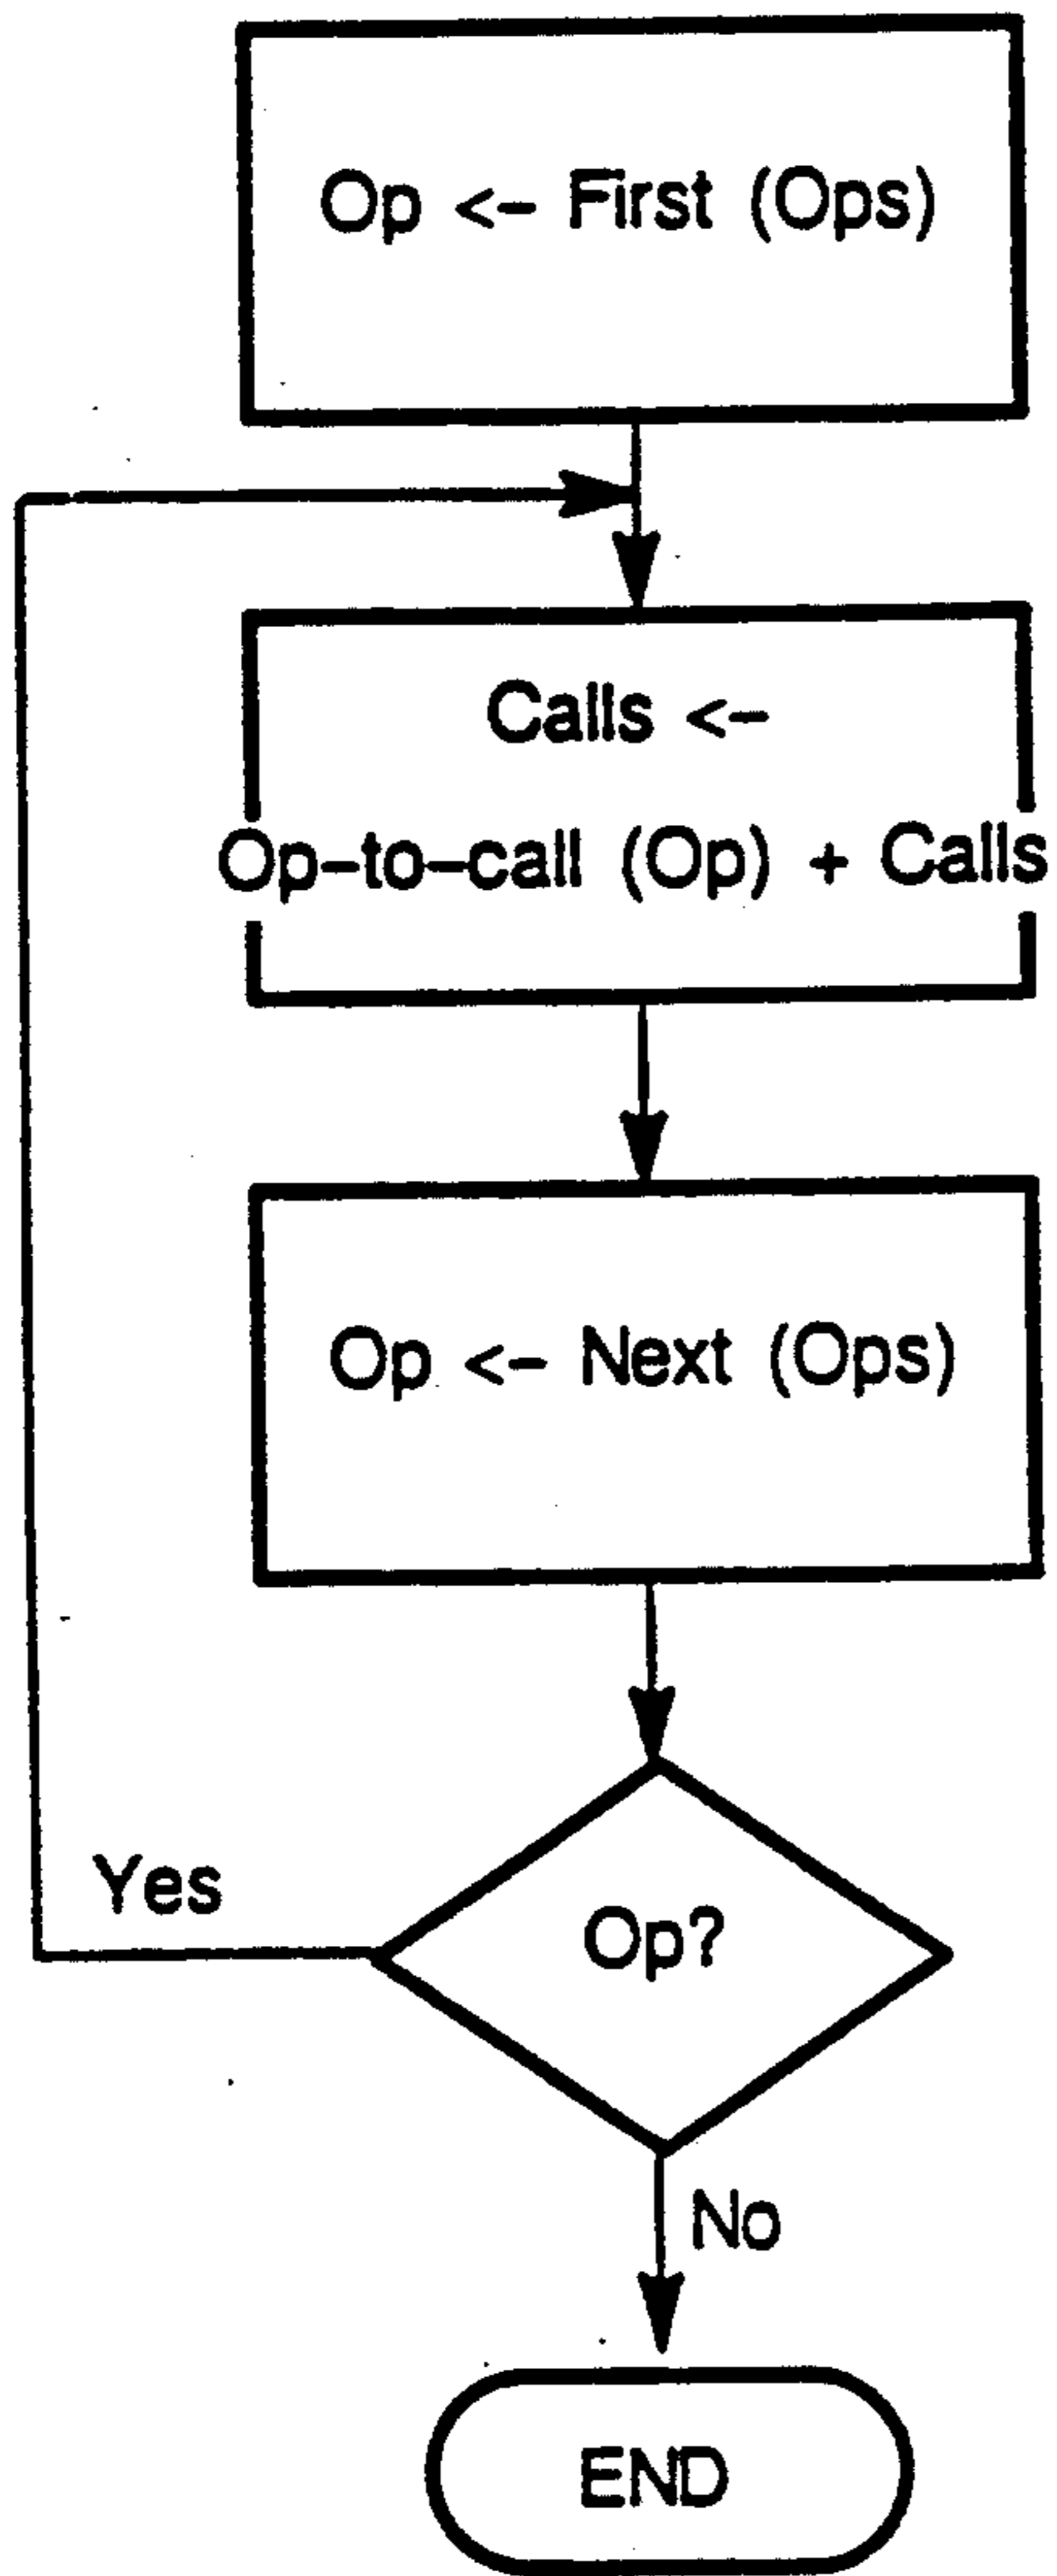 Op <- First (Ops)
Calls <-
Op-to-call (Op) + Calls
Op <- Next (Ops)
Yes
Op?
No
END